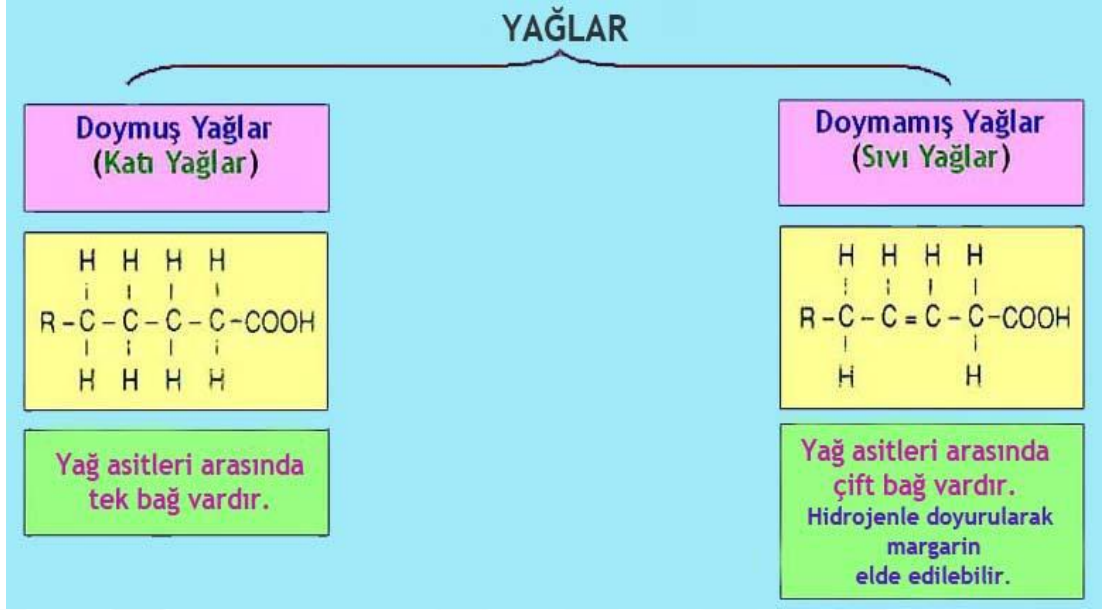 YAĞLAR
Doymuş Yağlar
(Katı Yağlar)
H H H H
R-C-C-C-C-COOH
H H H H
Yağ asitleri arasında
tek bağ vardır.
Doymamış Yağlar
(Sıvı Yağlar)
H H H H
R-C-C=C-C-COOH
H H
Yağ asitleri arasında
çift bağ vardır.
Hidrojenle doyurularak
margarin
elde edilebilir.